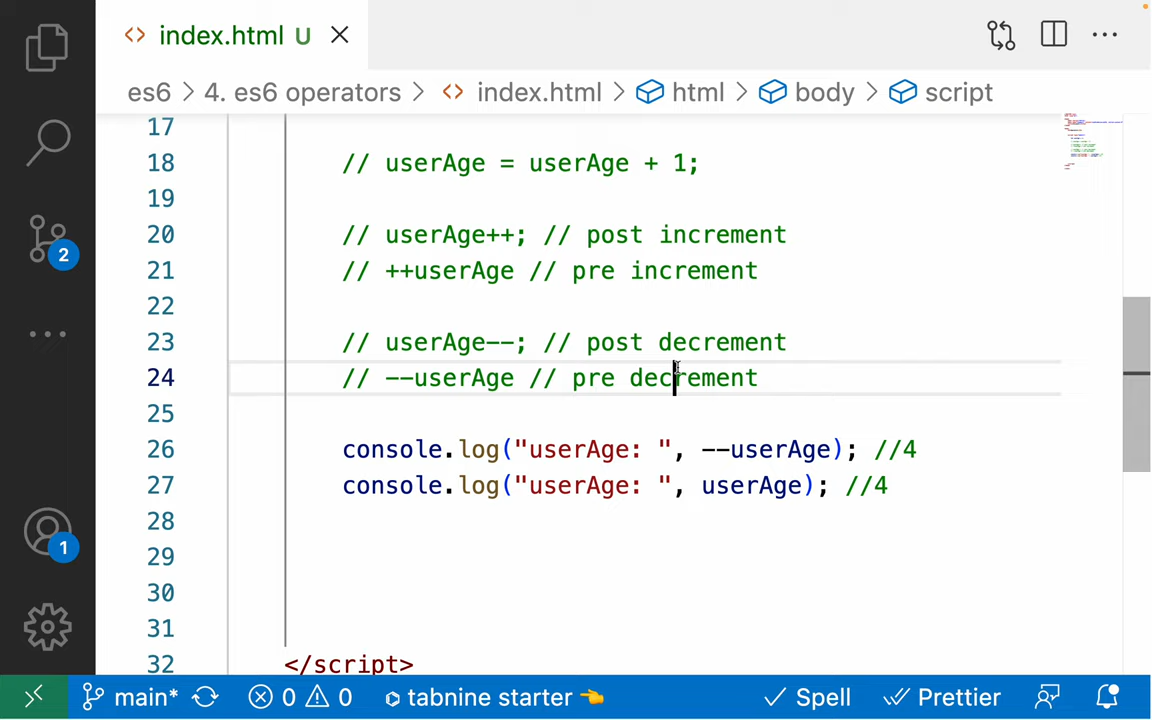 index.html U
es6 > 4. es6 operators > index.html > html > body > script
17
18 // userAge = userAge + 1;
19
20 // userAge++; // post increment
21 // ++userAge // pre increment
22
23 // userAge--; // post decrement
24 // --userAge // pre decrement
25
26 console.log("userAge: ", --userAge); //4
27 console.log("userAge: ", userAge); //4
28
29
30
31
32 </script>
2
1
main* 0 0 tabnine starter Spell Prettier